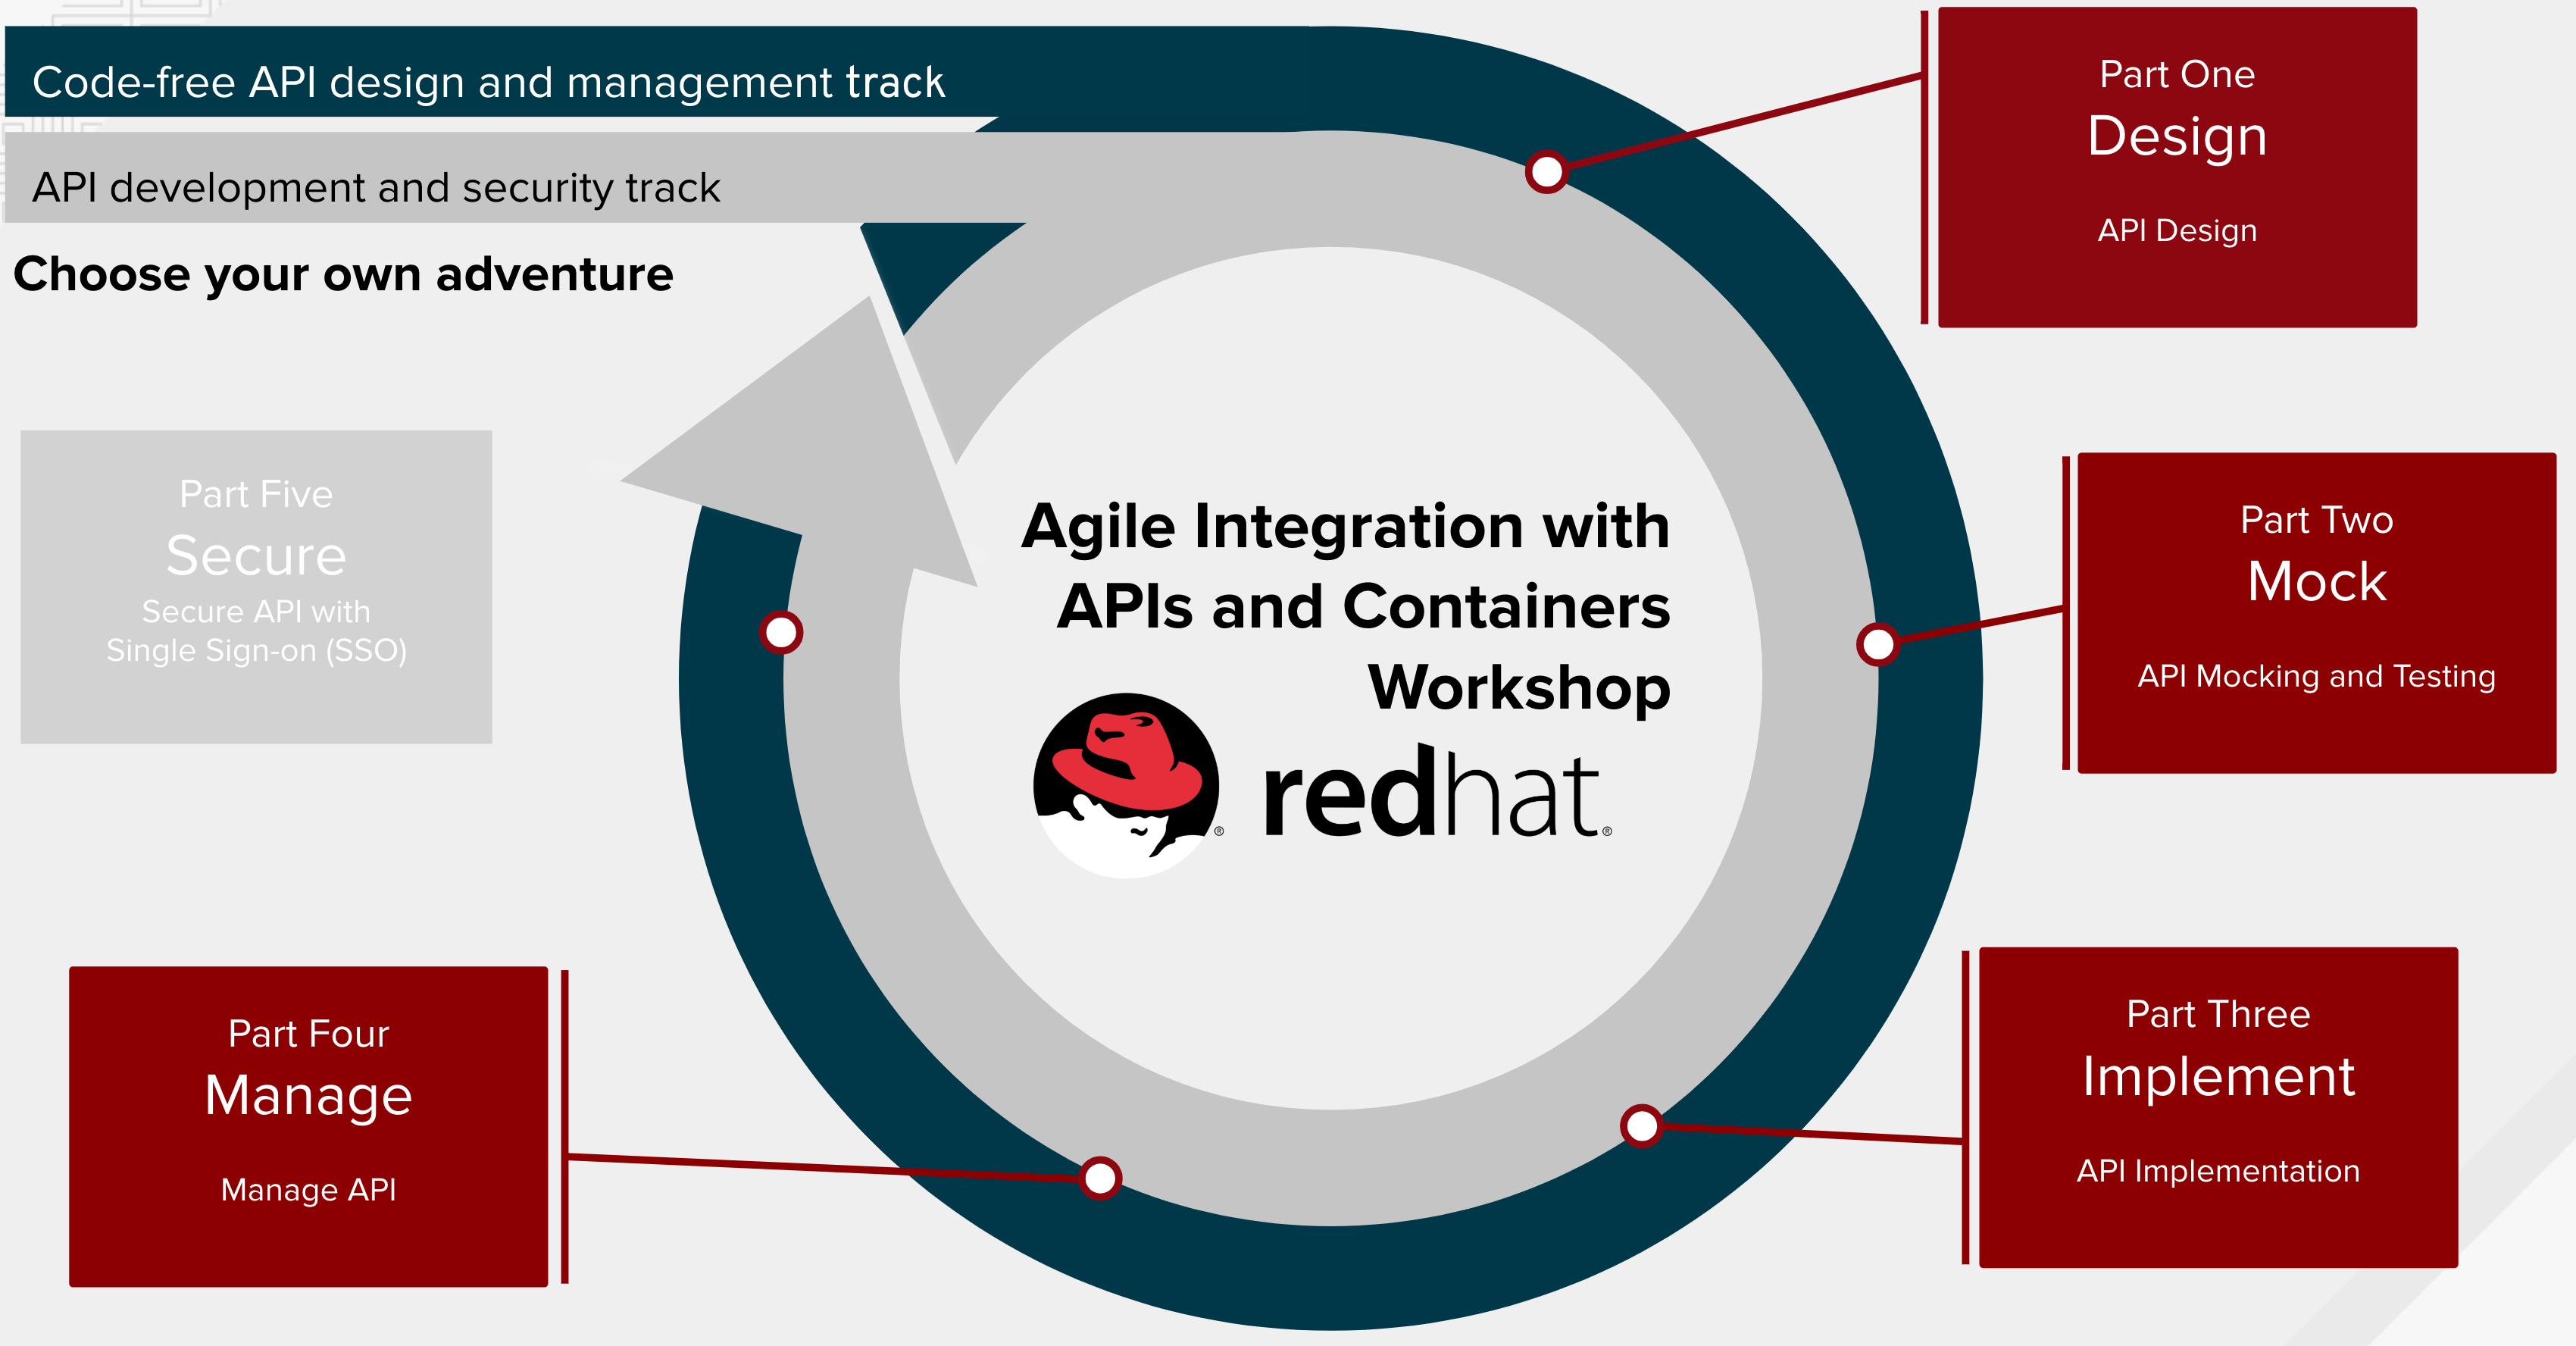 Code-free API design and management track
API development and security track
Choose your own adventure
Part One
Design
API Design
Part Two
Mock
API Mocking and Testing
Part Three
Implement
API Implementation
Part Four
Manage
Manage API
Part Five
Secure
Secure API with
Single Sign-on (SSO)
Agile Integration with
APIs and Containers
Workshop
® redhat®